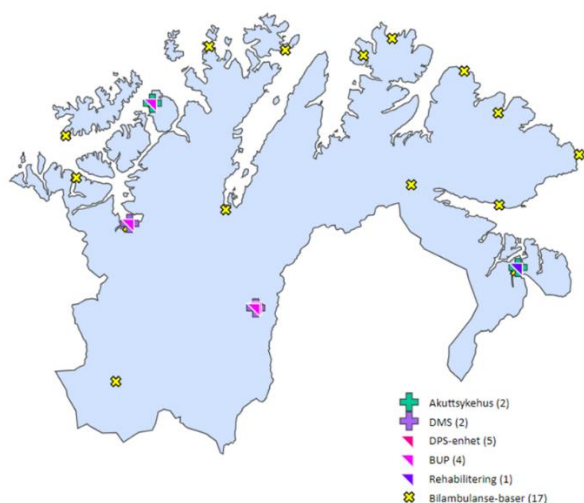 Akuttsykehus (2)
DMS (2)
DPS-enhet (5)
BUP (4)
Rehabilitering (1)
Bilambulanse-baser (17)